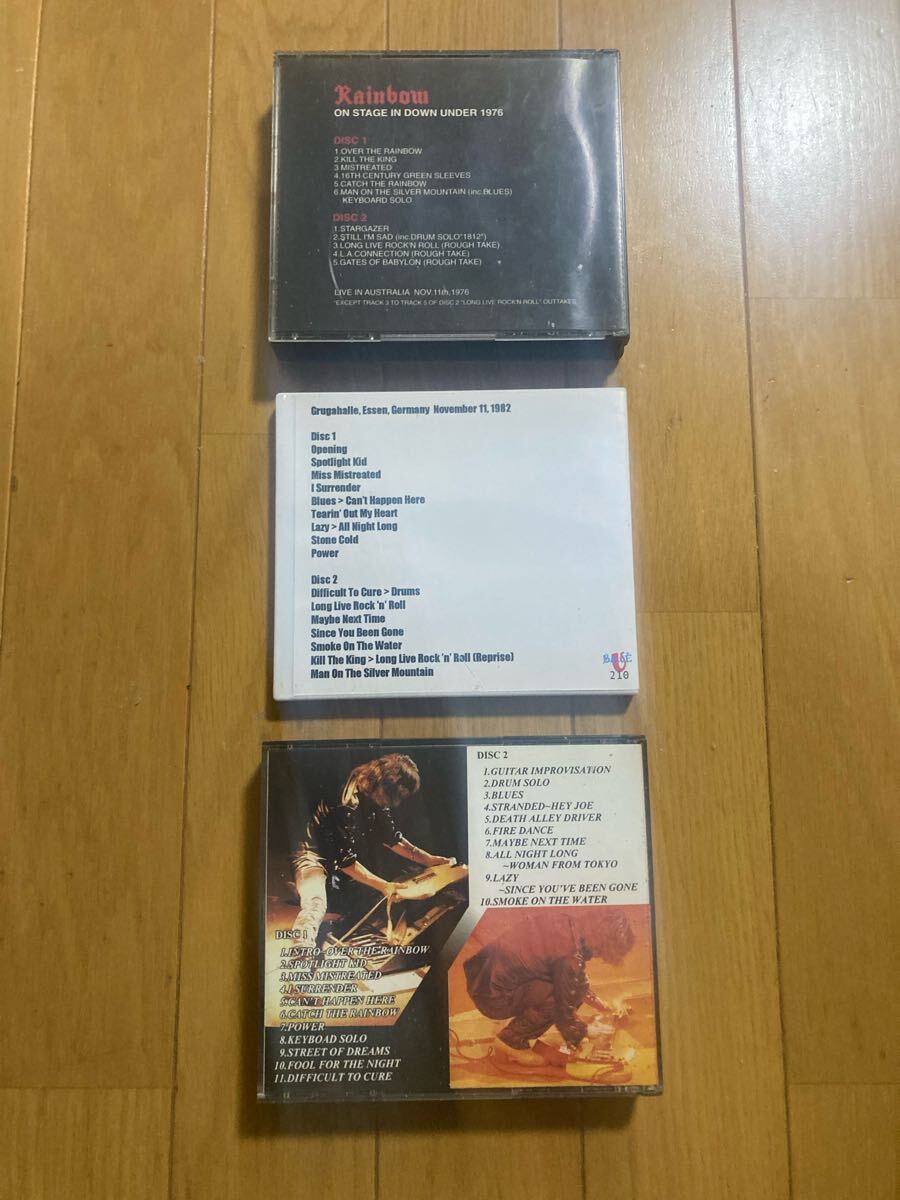 Rainbow
ON STAGE IN DOWN UNDER 1976
DISC 1
1.OVER THE RAINBOW
2.KILL THE KING
3 MISTREATED
4.16TH CENTURY GREEN SLEEVES
5.CATCH THE RAINBOW
6.MAN ON THE SILVER MOUNTAIN (inc.BLUES)
KEYBOARD SOLO
DISC 2
1.STARGAZER
2.STILL I'M SAD (inc.DRUM SOLO"1812")
3.LONG LIVE ROCK'N ROLL (ROUGH TAKE)
4.L.A CONNECTION (ROUGH TAKE)
5.GATES OF BABYLON (ROUGH TAKE)
LIVE IN AUSTRALIA NOV.11th,1976
*EXCEPT TRACK 3 TO TRACK 5 OF DISC 2 "LONG LIVE ROCK'N ROLL" OUTTAKES
Grugahalle, Essen, Germany November 11, 1982
Disc 1
Opening
Spotlight Kid
Miss Mistreated
I Surrender
Blues > Can't Happen Here
Tearin' Out My Heart
Lazy > All Night Long
Stone Cold
Power
Disc 2
Difficult To Cure > Drums
Long Live Rock 'n' Roll
Maybe Next Time
Since You Been Gone
Smoke On The Water
Kill The King > Long Live Rock 'n' Roll (Reprise)
Man On The Silver Mountain
210
DISC 2
1.GUITAR IMPROVISATION
2.DRUM SOLO
3.BLUES
4.STRANDED~HEY JOE
5.DEATH ALLEY DRIVER
6.FIRE DANCE
7.MAYBE NEXT TIME
8.ALL NIGHT LONG
~WOMAN FROM TOKYO
9.LAZY
~SINCE YOU'VE BEEN GONE
10.SMOKE ON THE WATER
DISC 1
1.INTRO~OVER THE RAINBOW
2.SPOTLIGHT KID
3.MISS MISTREATED
4.I SURRENDER
5.CAN'T HAPPEN HERE
6.CATCH THE RAINBOW
7.POWER
8.KEYBOAD SOLO
9.STREET OF DREAMS
10.FOOL FOR THE NIGHT
11.DIFFICULT TO CURE